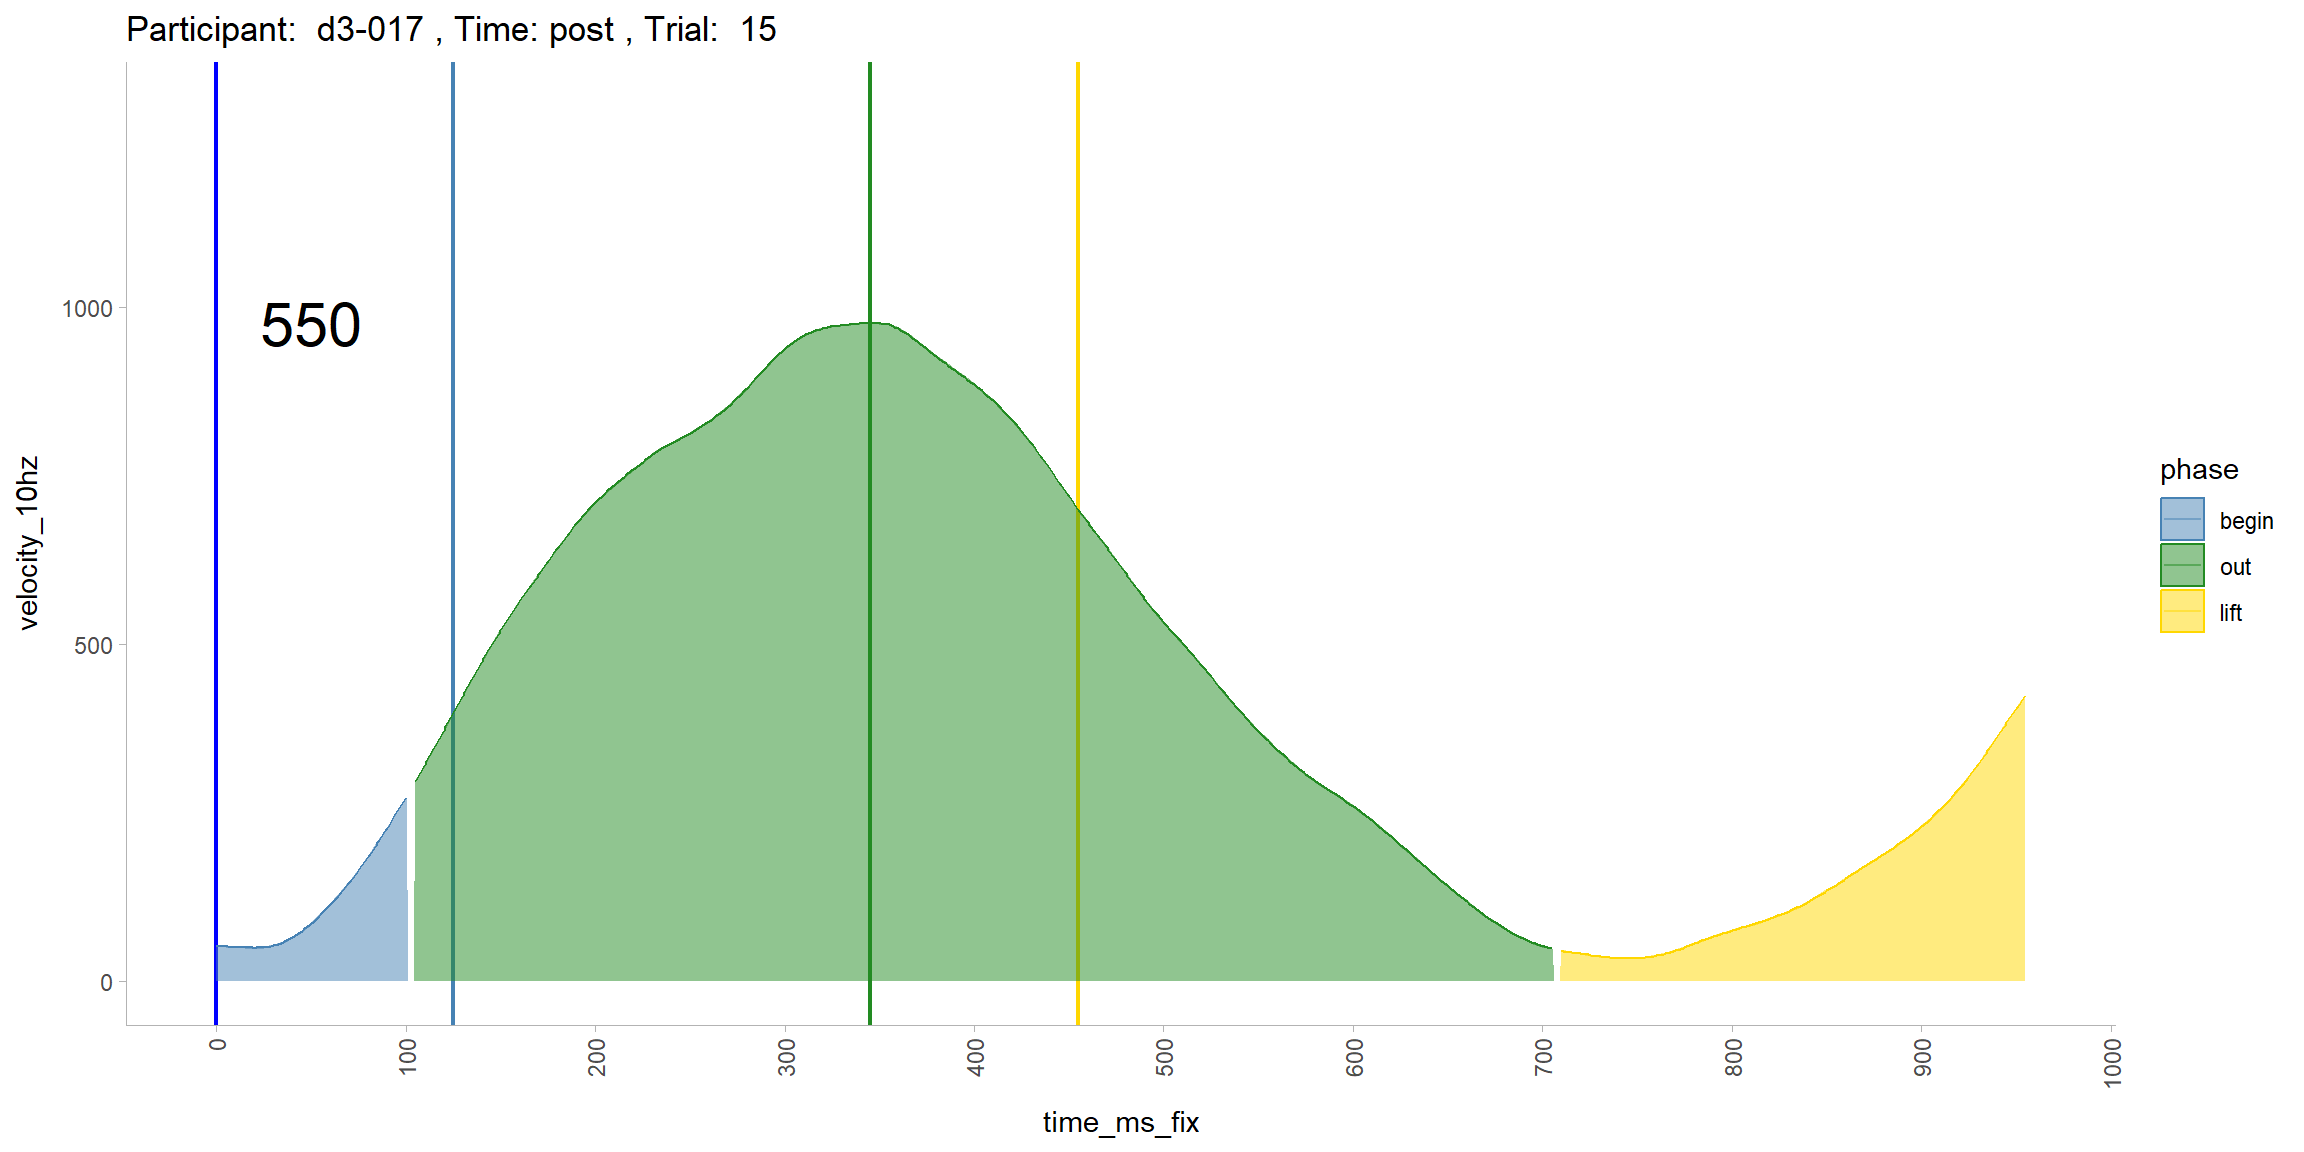 Participant:  d3-017 , Time: post , Trial:  15
550
velocity_10hz
1000
500
0
0
100
200
300
400
500
600
700
800
900
1000
time_ms_fix
phase
begin
out
lift